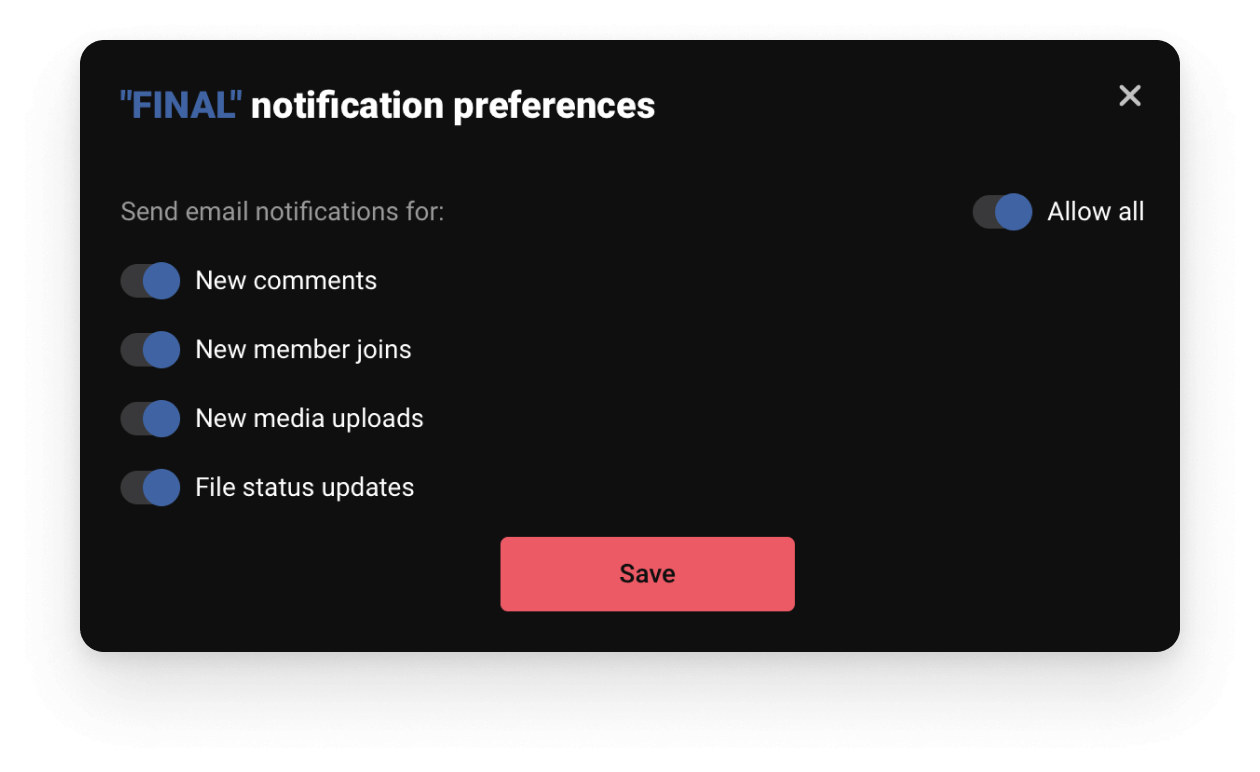 "FINAL" notification preferences
Send email notifications for:
Allow all
New comments
New member joins
New media uploads
File status updates
Save